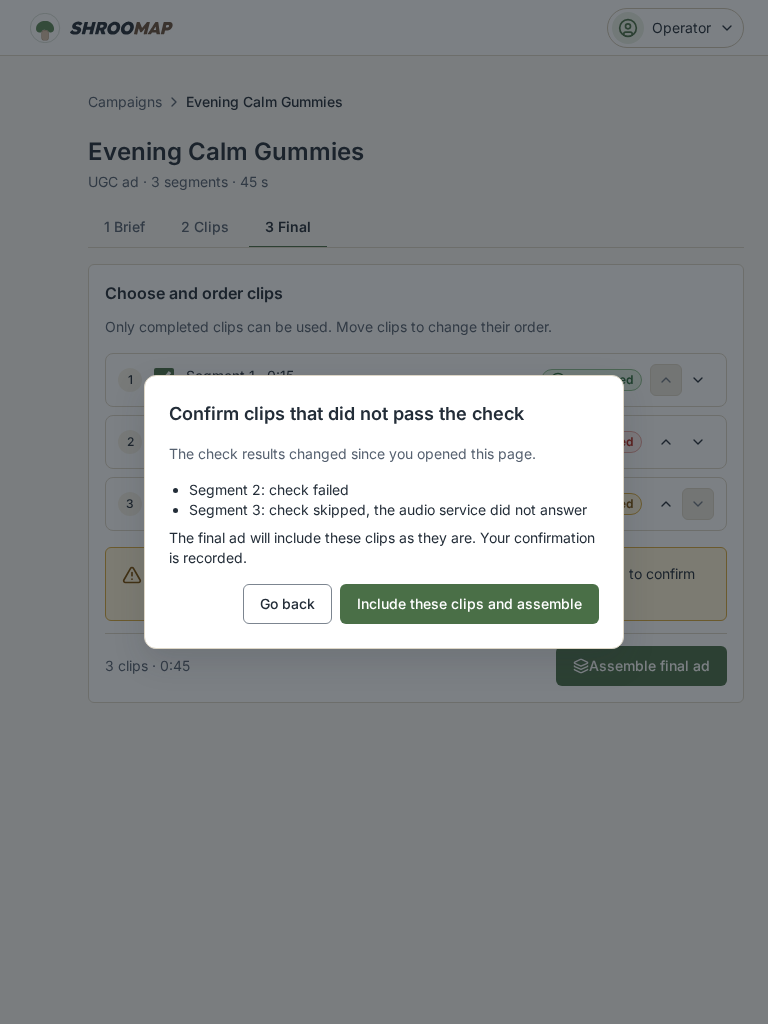 SHROOMAP
Operator
Campaigns
Evening Calm Gummies
Evening Calm Gummies
UGC ad · 3 segments · 45 s
1 Brief
2 Clips
3 Final
Choose and order clips
Only completed clips can be used. Move clips to change their order.
1
2
3
Confirm clips that did not pass the check
The check results changed since you opened this page.
• Segment 2: check failed
• Segment 3: check skipped, the audio service did not answer
The final ad will include these clips as they are. Your confirmation
is recorded.
Go back
Include these clips and assemble
to confirm
3 clips · 0:45
Assemble final ad